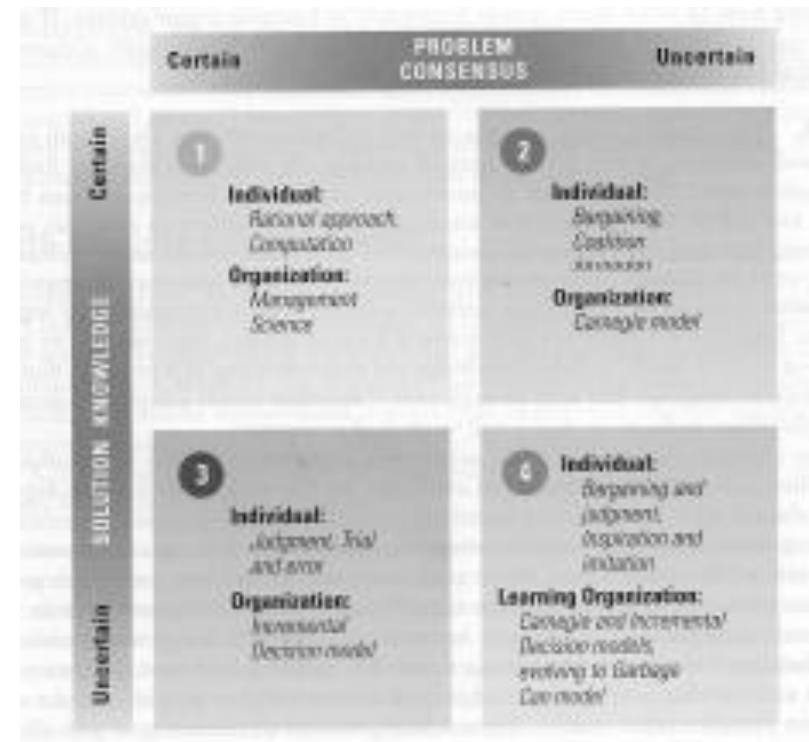 Certain
PROBLEM
CONSENSUS
Uncertain
SOLUTION KNOWLEDGE
Certain
Uncertain
1
Individual:
Rational approach,
Computation
Organization:
Management
Science
2
Individual:
Bargaining,
Coalition
formation
Organization:
Carnegie model
3
Individual:
Judgment, Trial
and error
Organization:
Incremental
Decision model
4
Individual:
Bargaining and
judgment,
Inspiration and
imitation
Learning Organization:
Carnegie and Incremental
Decision models,
evolving to Garbage
Can model